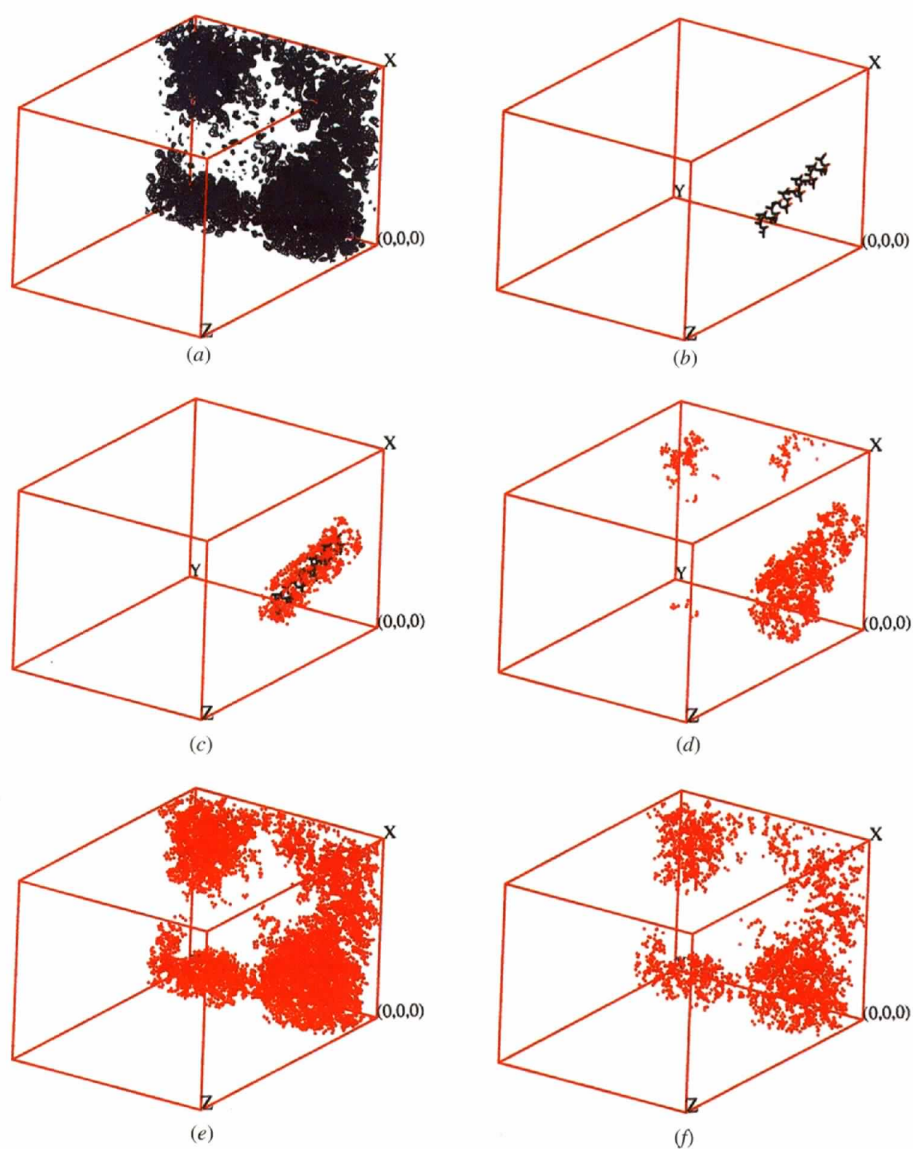 X
(0,0,0)
Z
(a)
X
Y
(0,0,0)
Z
(b)
X
Y
(0,0,0)
Z
(c)
X
Y
(0,0,0)
Z
(d)
X
(0,0,0)
Z
(e)
X
(0,0,0)
Z
(f)